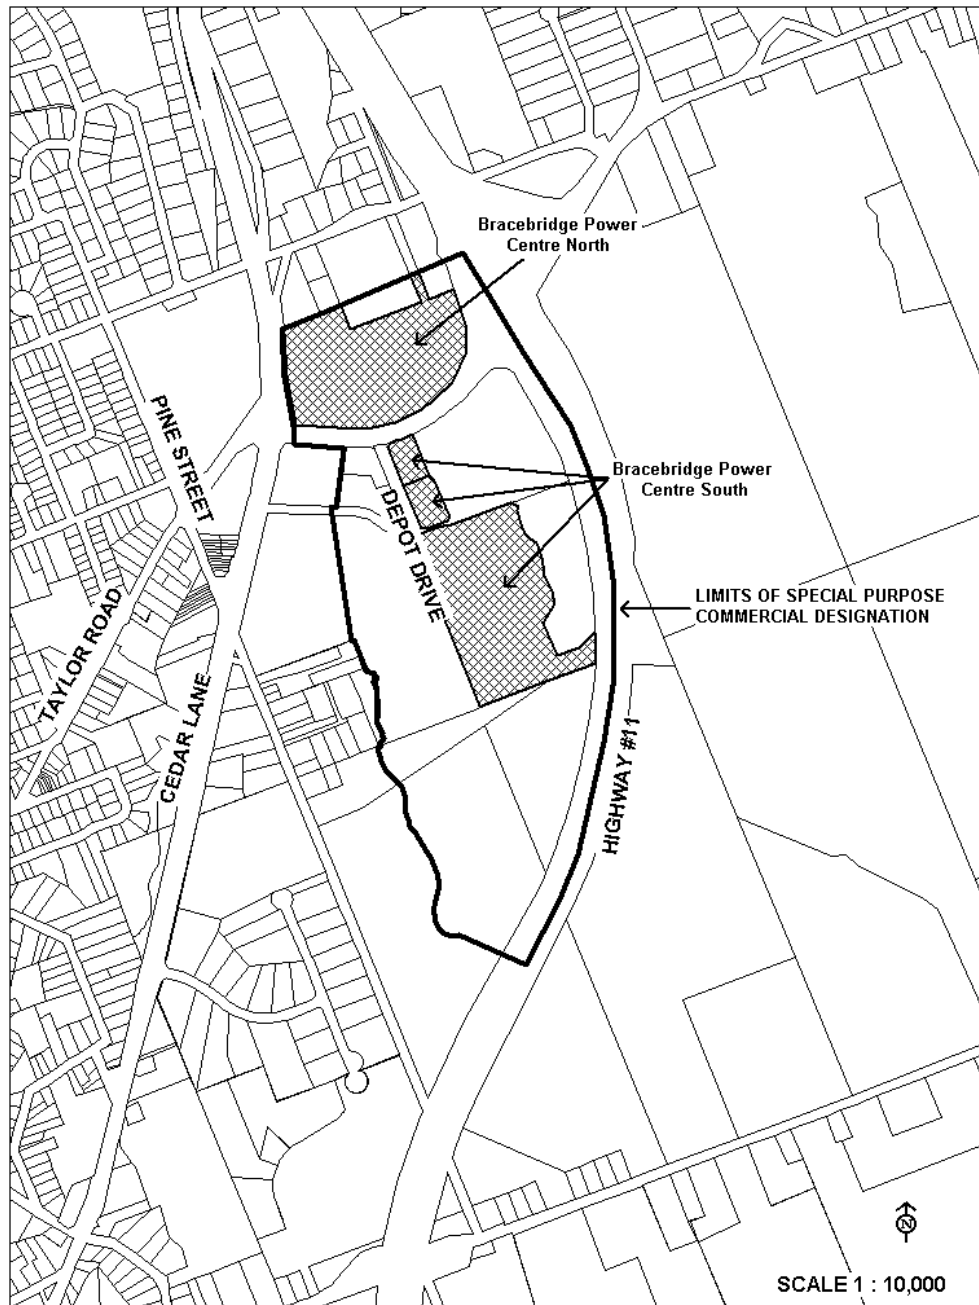 Bracebridge Power
Centre North
PINE STREET
Bracebridge Power
Centre South
DEPOT DRIVE
LIMITS OF SPECIAL PURPOSE
COMMERCIAL DESIGNATION
TAYLOR ROAD
CEDAR LANE
HIGHWAY #11
N
SCALE 1 : 10,000